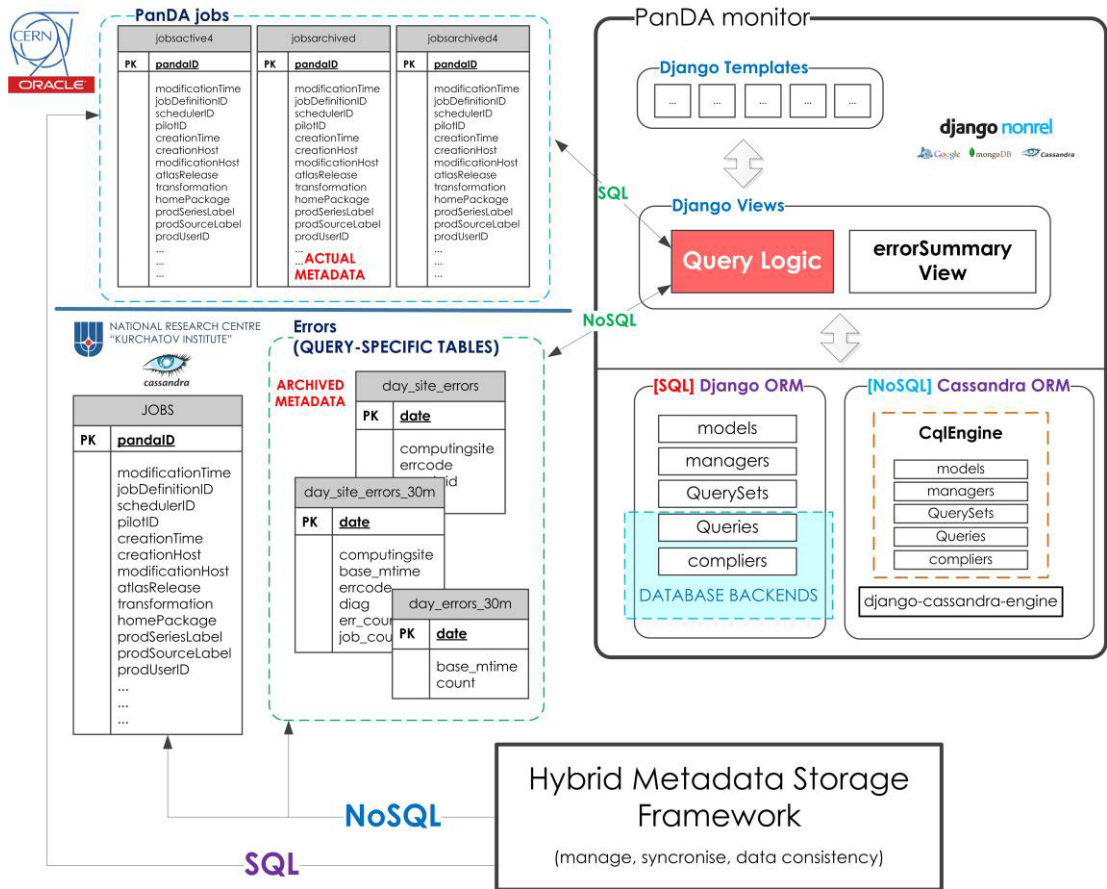 CERN
ORACLE
PanDA jobs
jobsactive4
PK pandaID
modificationTime
jobDefinitionID
schedulerID
pilotID
creationTime
creationHost
modificationHost
atlasRelease
transformation
homePackage
prodSeriesLabel
prodSourceLabel
prodUserID
...
...
...
jobsarchived
PK pandaID
modificationTime
jobDefinitionID
schedulerID
pilotID
creationTime
creationHost
modificationHost
atlasRelease
transformation
homePackage
prodSeriesLabel
prodSourceLabel
prodUserID
...
...
ACTUAL
METADATA
jobsarchived4
PK pandaID
modificationTime
jobDefinitionID
schedulerID
pilotID
creationTime
creationHost
modificationHost
atlasRelease
transformation
homePackage
prodSeriesLabel
prodSourceLabel
prodUserID
...
...
...
SQL
NoSQL
PanDA monitor
Django Templates
... ... ... ... ...
django nonrel
Google mongoDB Cassandra
Django Views
Query Logic
errorSummary
View
[SQL] Django ORM
models
managers
QuerySets
Queries
compliers
DATABASE BACKENDS
[NoSQL] Cassandra ORM
CqlEngine
models
managers
QuerySets
Queries
compliers
django-cassandra-engine
NATIONAL RESEARCH CENTRE
"KURCHATOV INSTITUTE"
cassandra
JOBS
PK pandaID
modificationTime
jobDefinitionID
schedulerID
pilotID
creationTime
creationHost
modificationHost
atlasRelease
transformation
homePackage
prodSeriesLabel
prodSourceLabel
prodUserID
...
...
...
Errors
(QUERY-SPECIFIC TABLES)
ARCHIVED
METADATA
day_site_errors
PK date
computingsite
errcode
day_site_errors_30m
PK date
computingsite
base_mtime
errcode
diag
err_coun
job_cou
day_errors_30m
PK date
base_mtime
count
NoSQL
SQL
Hybrid Metadata Storage
Framework
(manage, syncronise, data consistency)